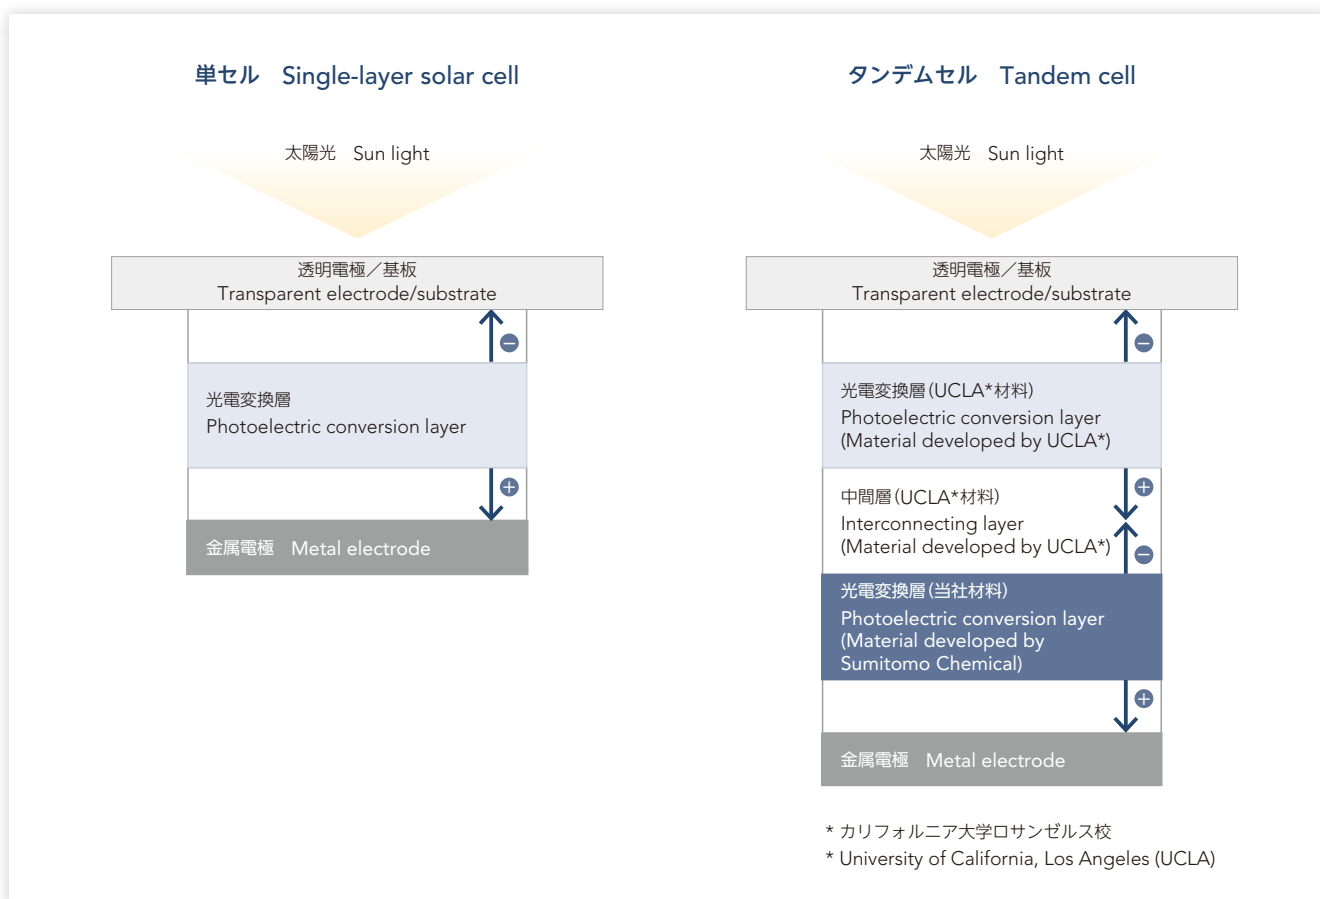 単セル Single-layer solar cell
太陽光 Sun light
透明電極／基板
Transparent electrode/substrate
−
光電変換層
Photoelectric conversion layer
+
金属電極 Metal electrode
タンデムセル Tandem cell
太陽光 Sun light
透明電極／基板
Transparent electrode/substrate
−
光電変換層(UCLA*材料)
Photoelectric conversion layer
(Material developed by UCLA*)
+
中間層(UCLA*材料)
Interconnecting layer
(Material developed by UCLA*)
−
光電変換層(当社材料)
Photoelectric conversion layer
(Material developed by
Sumitomo Chemical)
+
金属電極 Metal electrode
* カリフォルニア大学ロサンゼルス校
* University of California, Los Angeles (UCLA)